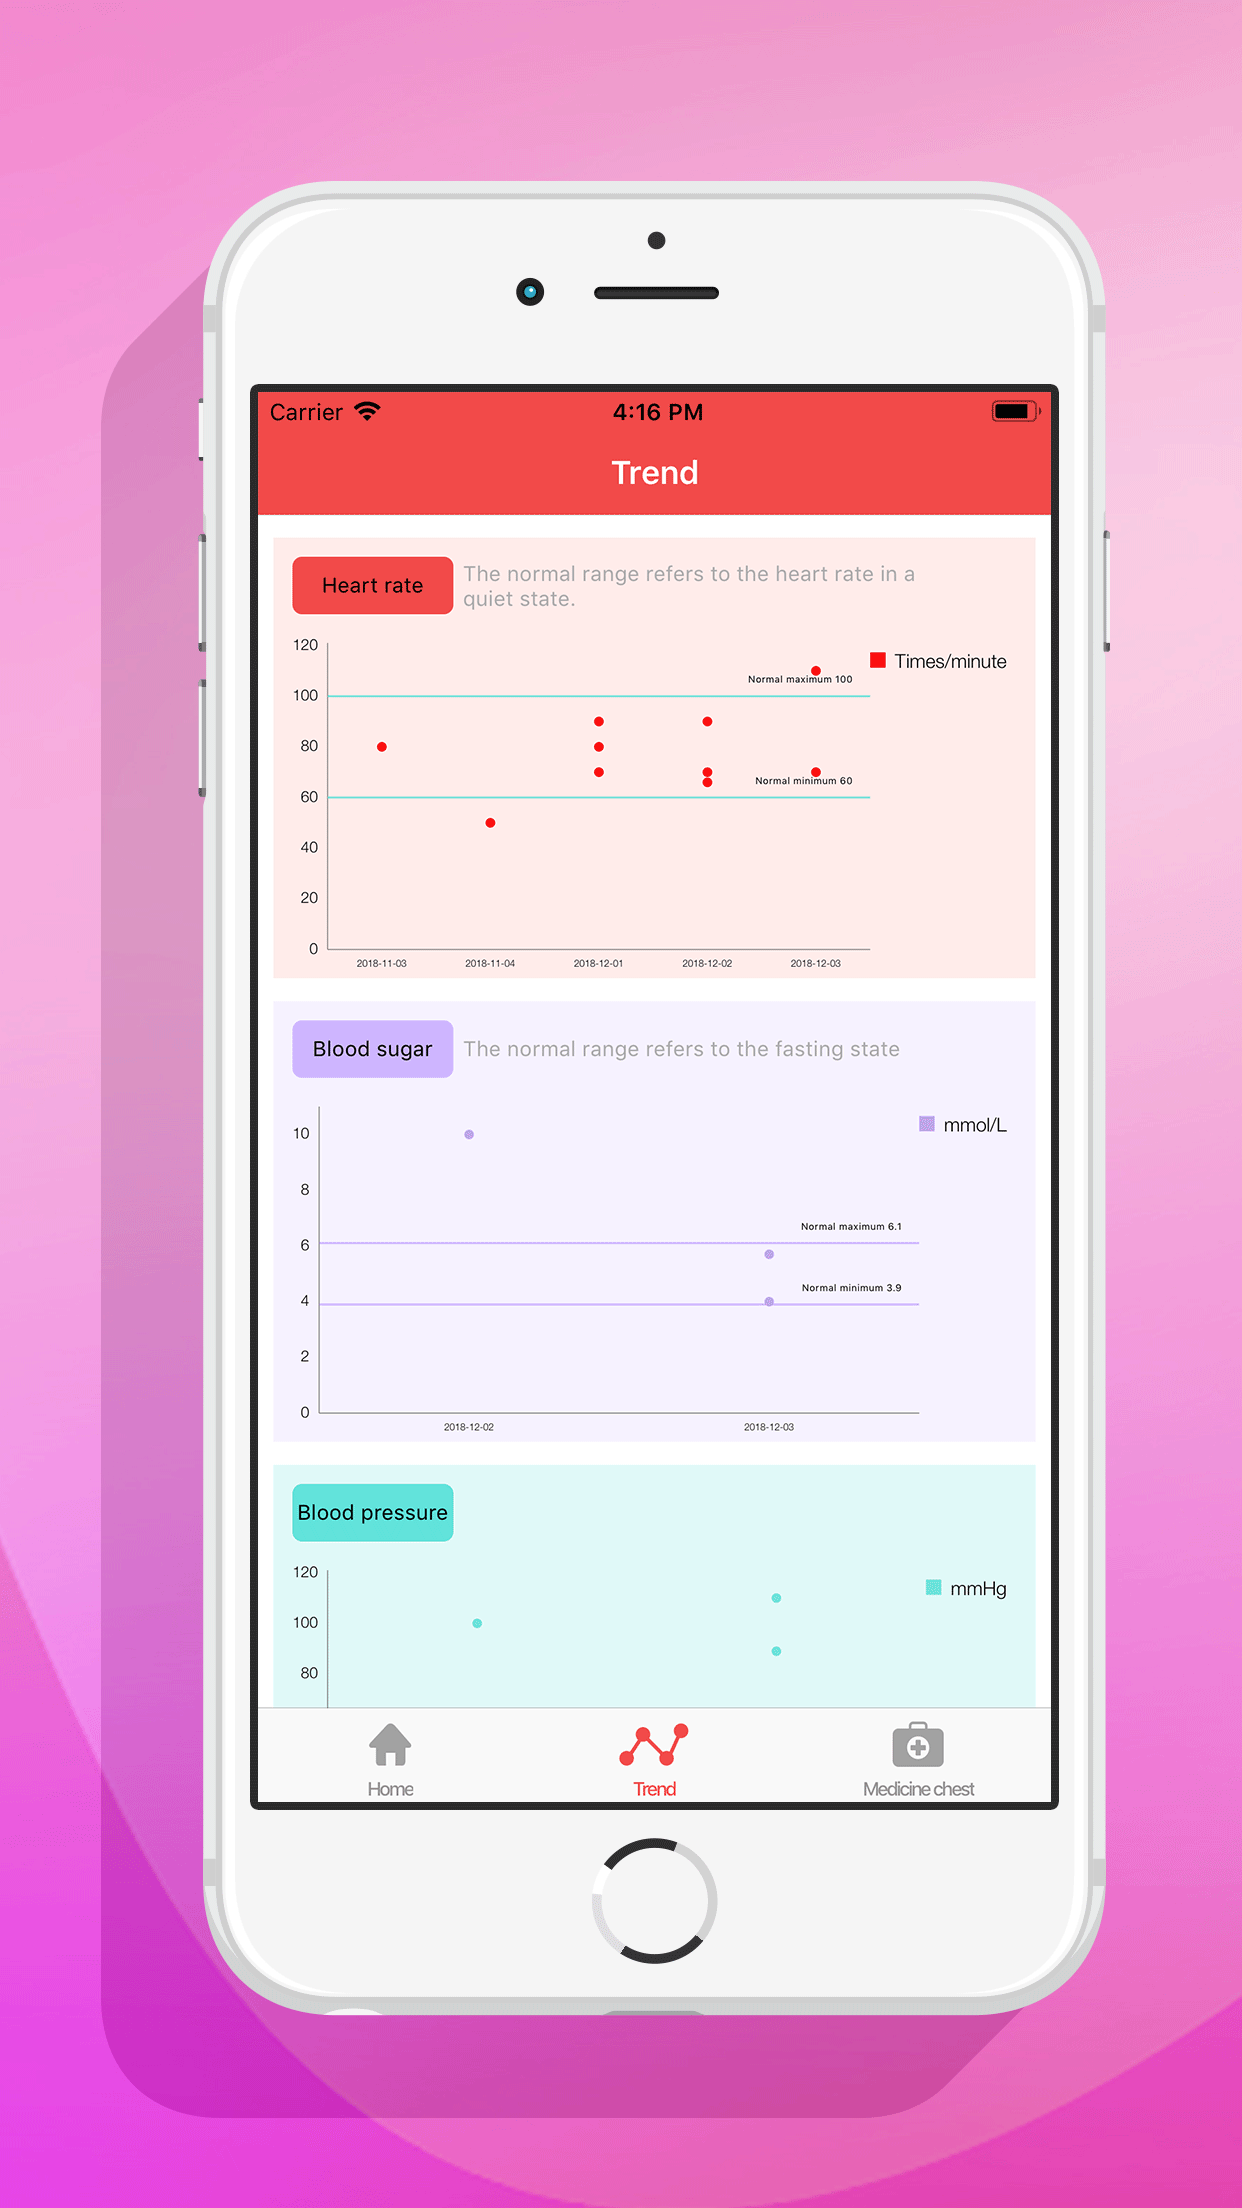 Carrier
4:16 PM
Trend
Heart rate
The normal range refers to the heart rate in a
quiet state.
120
Times/minute
Normal maximum 100
100
80
Normal minimum 60
60
40
20
0
2018-11-03
2018-11-04
2018-12-01
2018-12-02
2018-12-03
Blood sugar
The normal range refers to the fasting state
mmol/L
10
8
Normal maximum 6.1
6
Normal minimum 3.9
4
2
0
2018-12-02
2018-12-03
Blood pressure
120
mmHg
100
80
Home
Trend
Medicine chest